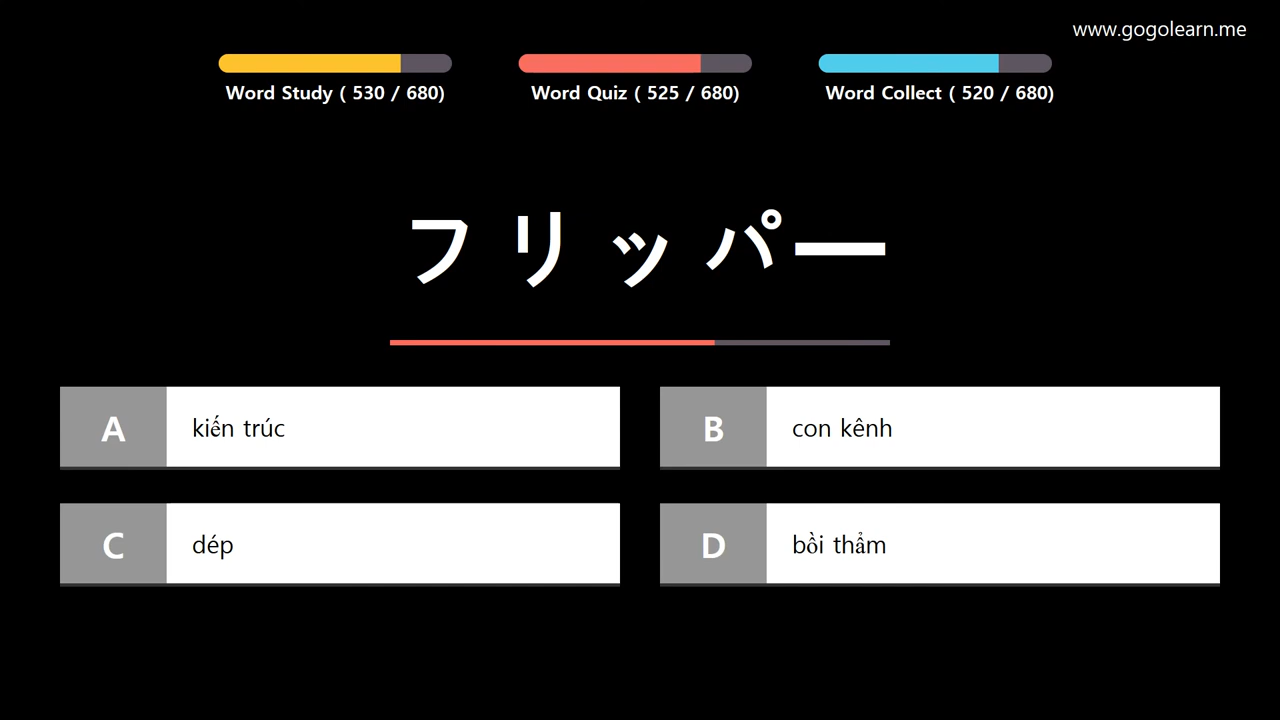 www.gogolearn.me
Word Study ( 530 / 680)
Word Quiz ( 525 / 680)
Word Collect ( 520 / 680)
フリッパー
A
kiến trúc
B
con kênh
C
dép
D
bồi thẩm